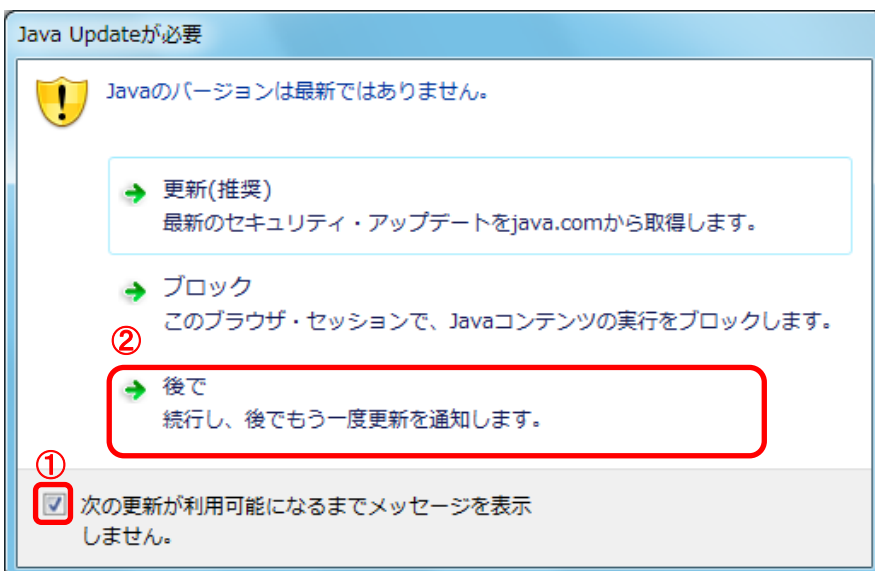 Java Updateが必要
Javaのバージョンは最新ではありません。
更新(推奨)
最新のセキュリティ・アップデートをjava.comから取得します。
ブロック
このブラウザ・セッションで、Javaコンテンツの実行をブロックします。
②
後で
続行し、後でもう一度更新を通知します。
①
次の更新が利用可能になるまでメッセージを表示
しません。